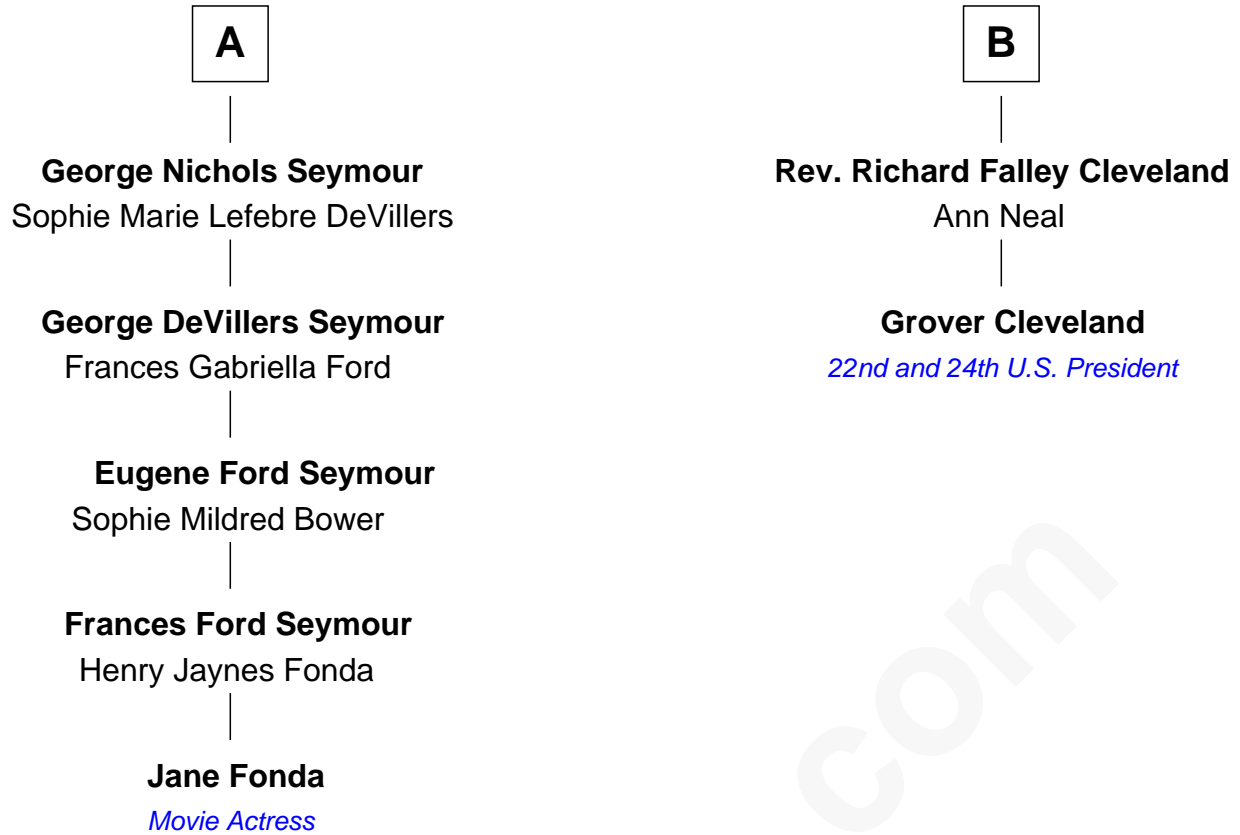 A
George Nichols Seymour
Sophie Marie Lefebre DeVillers
George DeVillers Seymour
Frances Gabriella Ford
Eugene Ford Seymour
Sophie Mildred Bower
Frances Ford Seymour
Henry Jaynes Fonda
Jane Fonda
Movie Actress
B
Rev. Richard Falley Cleveland
Ann Neal
Grover Cleveland
22nd and 24th U.S. President
com